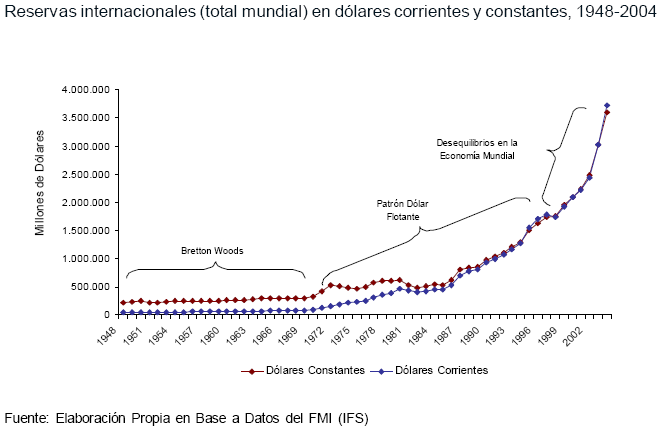 Reservas internacionales (total mundial) en dólares corrientes y constantes, 1948-2004
Millones de Dólares
4.000.000
3.500.000
3.000.000
2.500.000
2.000.000
1.500.000
1.000.000
500.000
0
Desequilibrios en la
Economía Mundial
Patrón Dólar
Flotante
Bretton Woods
1948
1951
1954
1957
1960
1963
1966
1969
1972
1975
1978
1981
1984
1987
1990
1993
1996
1999
2002
Dólares Constantes
Dólares Corrientes
Fuente: Elaboración Propia en Base a Datos del FMI (IFS)